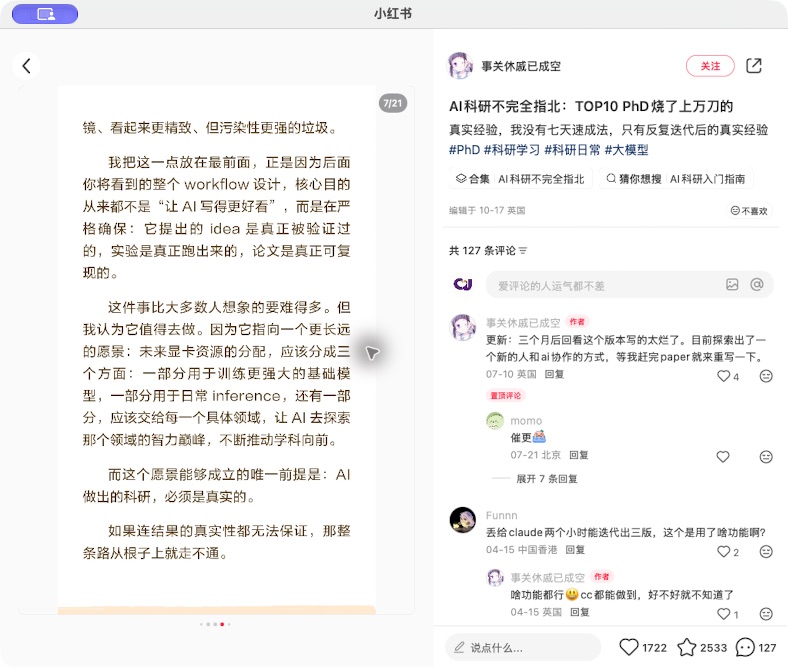 小红书
7/21
镜、看起来更精致、但污染性更强的垃圾。
我把这一点放在最前面，正是因为后面
你将看到的整个 workflow 设计，核心目的
从来都不是“让 AI 写得更好看”，而是在严
格确保：它提出的 idea 是真正被验证过
的，实验是真正跑出来的，论文是真正可复
现的。
这件事比大多数人想象的要难得多。但
我认为它值得去做。因为它指向一个更长远
的愿景：未来显卡资源的分配，应该分成三
个方面：一部分用于训练更强大的基础模
型，一部分用于日常 inference，还有一部
分，应该交给每一个具体领域，让 AI 去探索
那个领域的智力巅峰，不断推动学科向前。
而这个愿景能够成立的唯一前提是：AI
做出的科研，必须是真实的。
如果连结果的真实性都无法保证，那整
条路从根子上就走不通。
事关休戚已成空
关注
AI科研不完全指北：TOP10 PhD烧了上万刀的
真实经验，我没有七天速成法，只有反复迭代后的真实经验
#PhD #科研学习 #科研日常 #大模型
合集 AI科研不完全指北
猜你想搜 AI科研入门指南
编辑于 10-17 英国
不喜欢
共 127 条评论
CJ
爱评论的人运气都不差
事关休戚已成空 作者
更新：三个月后回看这个版本写的太烂了。目前探索出了一
个新的人和ai协作的方式，等我赶完paper就来重写一下。
07-10 英国 回复
4
置顶评论
momo
催更
07-21 北京 回复
展开 7 条回复
Funnn
丢给claude两个小时能迭代出三版，这个是用了啥功能啊？
04-15 中国香港 回复
2
事关休戚已成空 作者
啥功能都行😃cc都能做到，好不好就不知道了
04-15 英国 回复
1
说点什么...
1722
2533
127